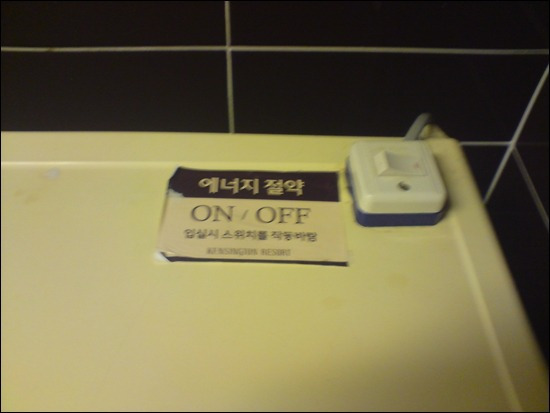 에너지 절약
ON / OFF
입실시 스위치를 작동바람
KENSINGTON RESORT